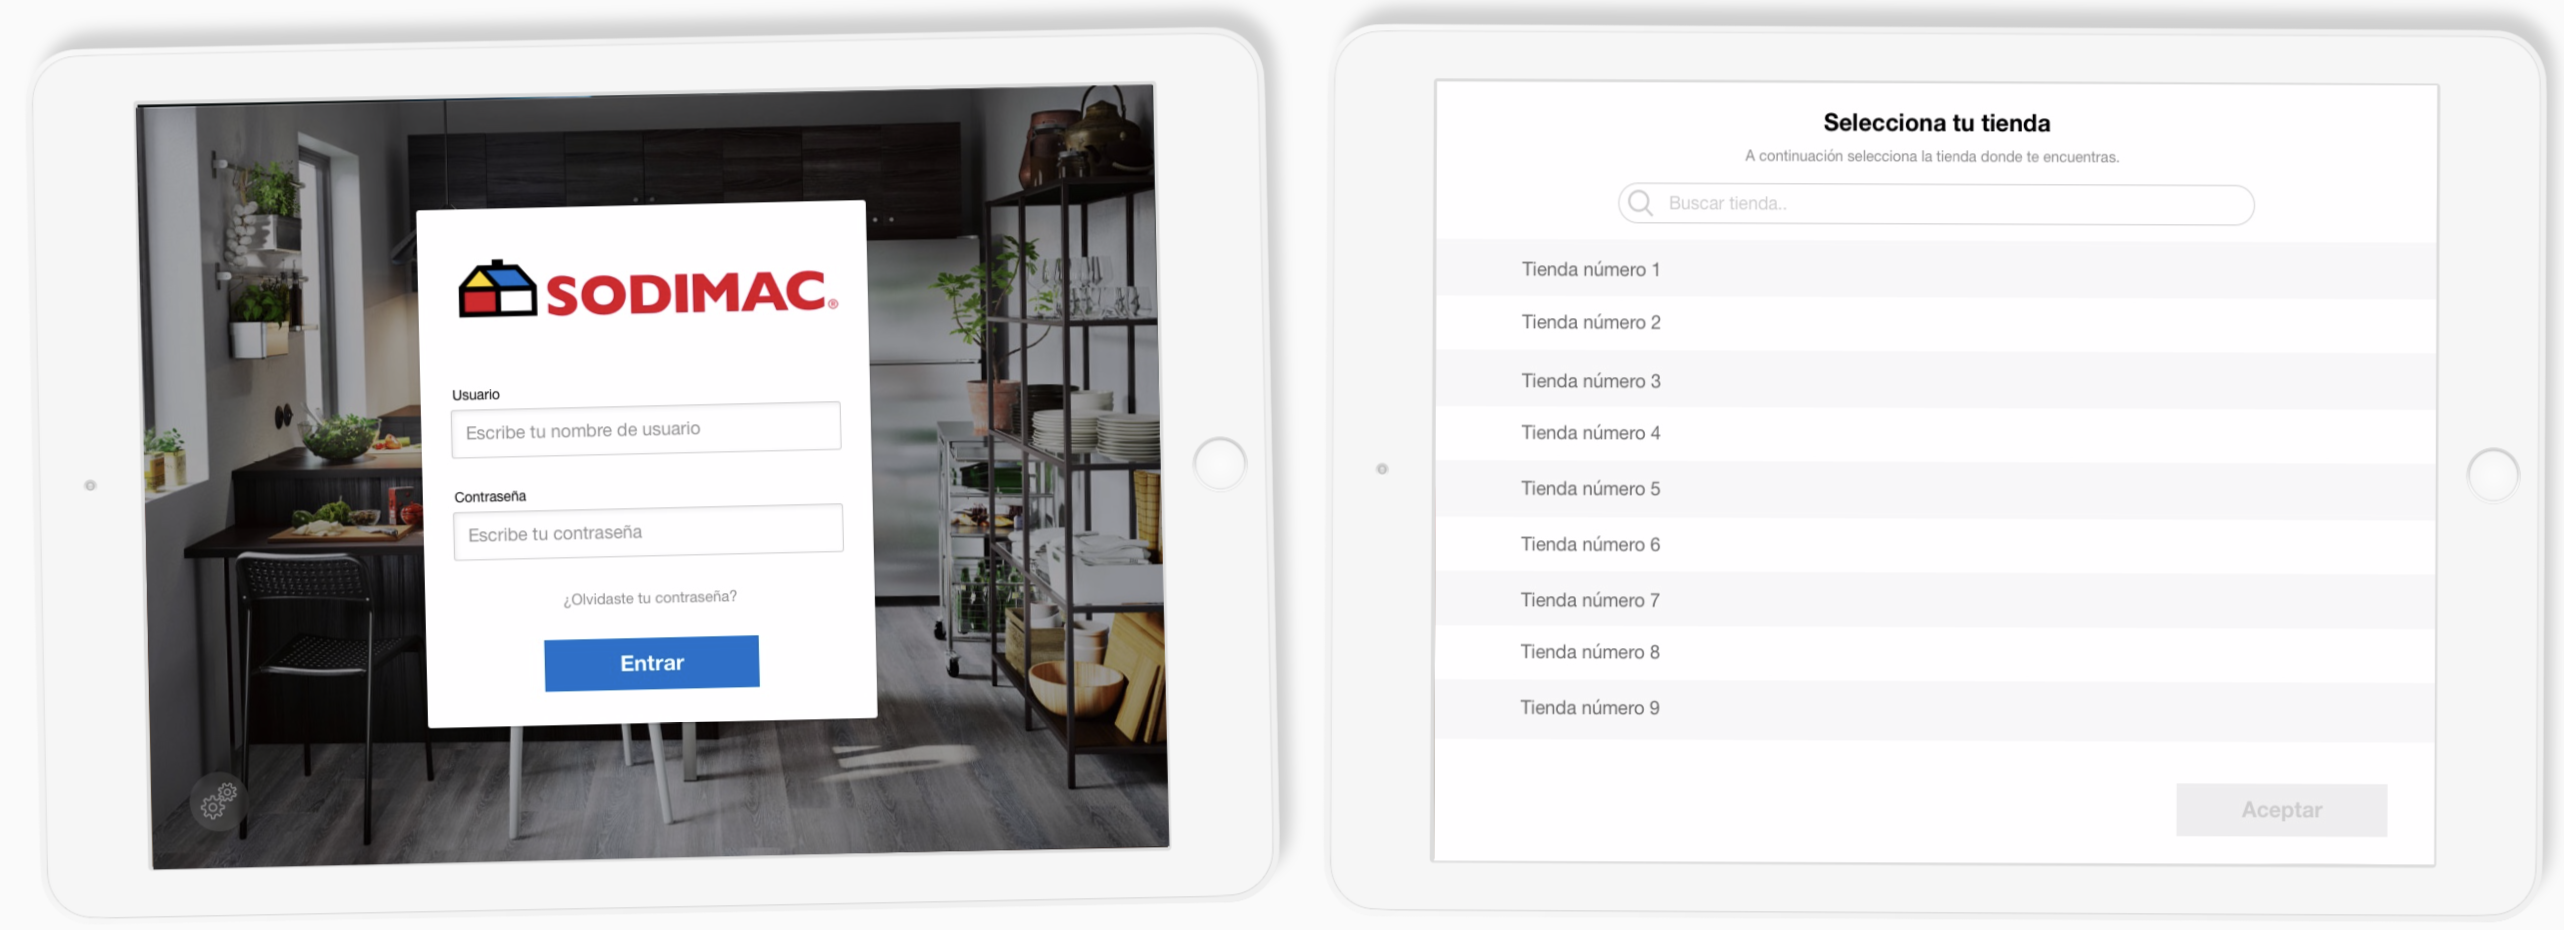 SODIMAC®
Usuario
Escribe tu nombre de usuario
Contraseña
Escribe tu contraseña
¿Olvidaste tu contraseña?
Entrar
Selecciona tu tienda
A continuación selecciona la tienda donde te encuentras.
Buscar tienda..
Tienda número 1
Tienda número 2
Tienda número 3
Tienda número 4
Tienda número 5
Tienda número 6
Tienda número 7
Tienda número 8
Tienda número 9
Aceptar